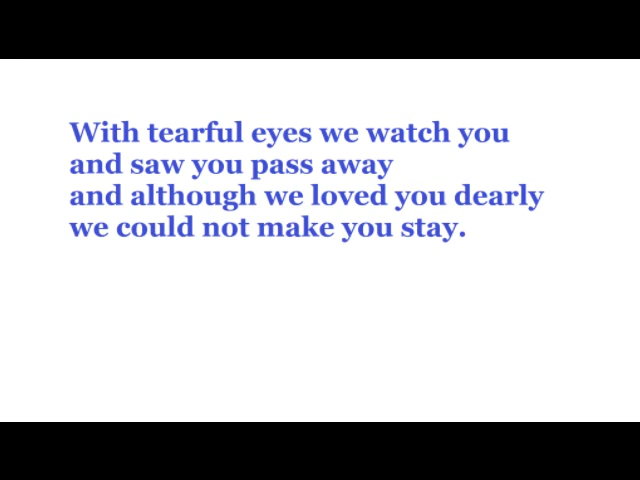 With tearful eyes we watch you
and saw you pass away
and although we loved you dearly
we could not make you stay.